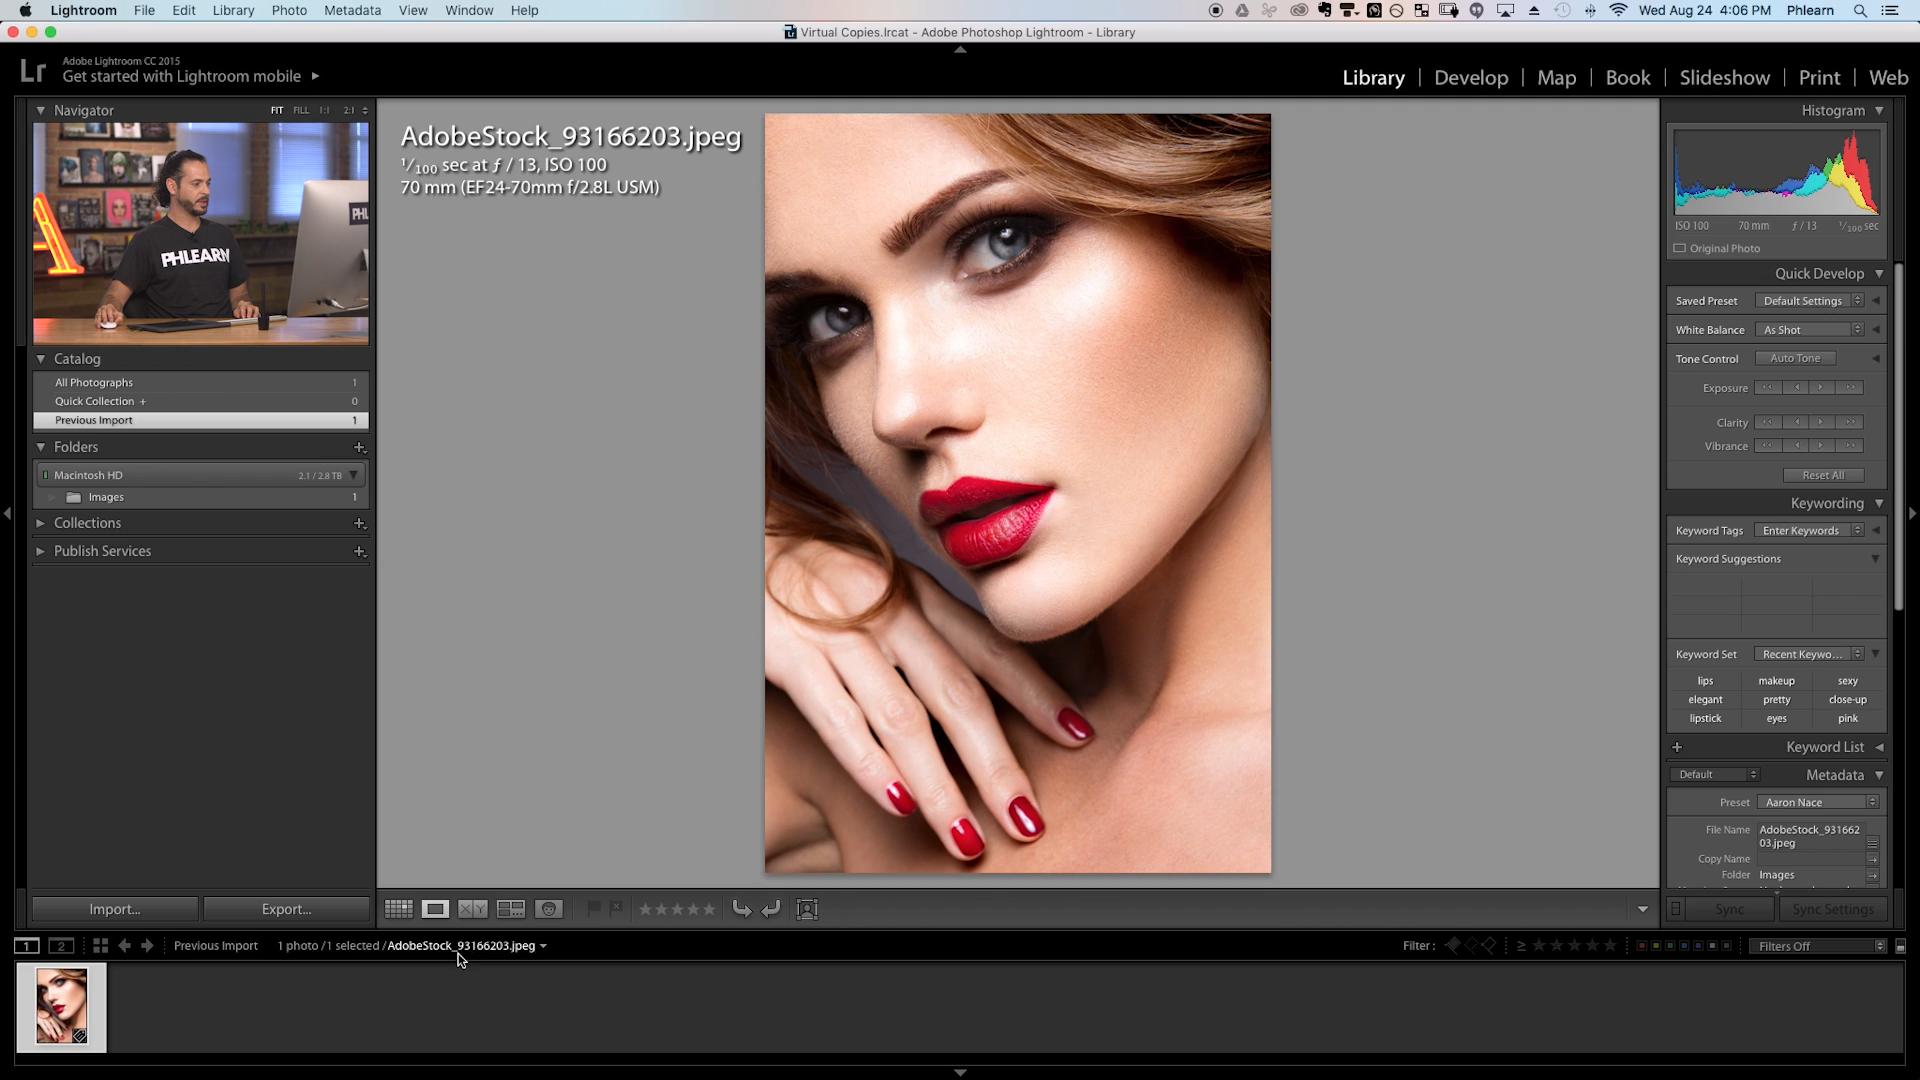 Lightroom File Edit Library Photo Metadata View Window Help
Wed Aug 24 4:06 PM Phlearn
Virtual Copies.lrcat - Adobe Photoshop Lightroom - Library
Lr
Adobe Lightroom CC 2015
Get started with Lightroom mobile
Library Develop Map Book Slideshow Print Web
Navigator FIT FILL 1:1 2:1
PHLEARN
PHL
Catalog
All Photographs 1
Quick Collection + 0
Previous Import 1
Folders
Macintosh HD 2.1 / 2.8 TB
Images 1
Collections
Publish Services
Import... Export...
AdobeStock_93166203.jpeg
1/100 sec at ƒ / 13, ISO 100
70 mm (EF24-70mm f/2.8L USM)
Histogram
ISO 100 70 mm ƒ / 13 1/100 sec
Original Photo
Quick Develop
Saved Preset Default Settings
White Balance As Shot
Tone Control Auto Tone
Exposure
Clarity
Vibrance
Reset All
Keywording
Keyword Tags Enter Keywords
Keyword Suggestions
Keyword Set Recent Keywo...
lips makeup sexy
elegant pretty close-up
lipstick eyes pink
Keyword List
Default Metadata
Preset Aaron Nace
File Name AdobeStock_931662
03.jpeg
Copy Name
Folder Images
Sync Sync Settings
X Y
1 2 Previous Import 1 photo / 1 selected / AdobeStock_93166203.jpeg
Filter : ≥ Filters Off